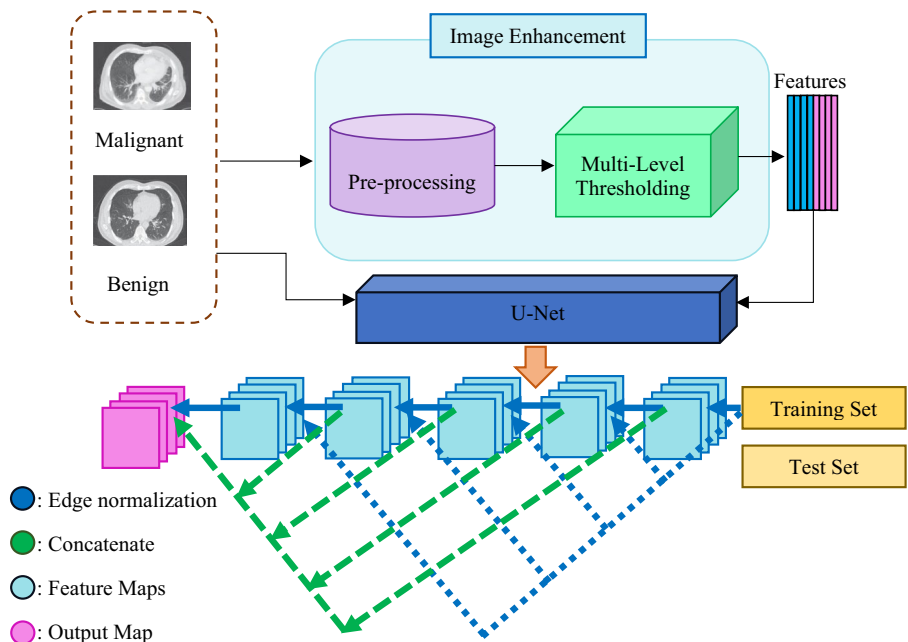 Image Enhancement
Malignant
Benign
Pre-processing
Multi-Level
Thresholding
Features
U-Net
Training Set
Test Set
: Edge normalization
: Concatenate
: Feature Maps
: Output Map